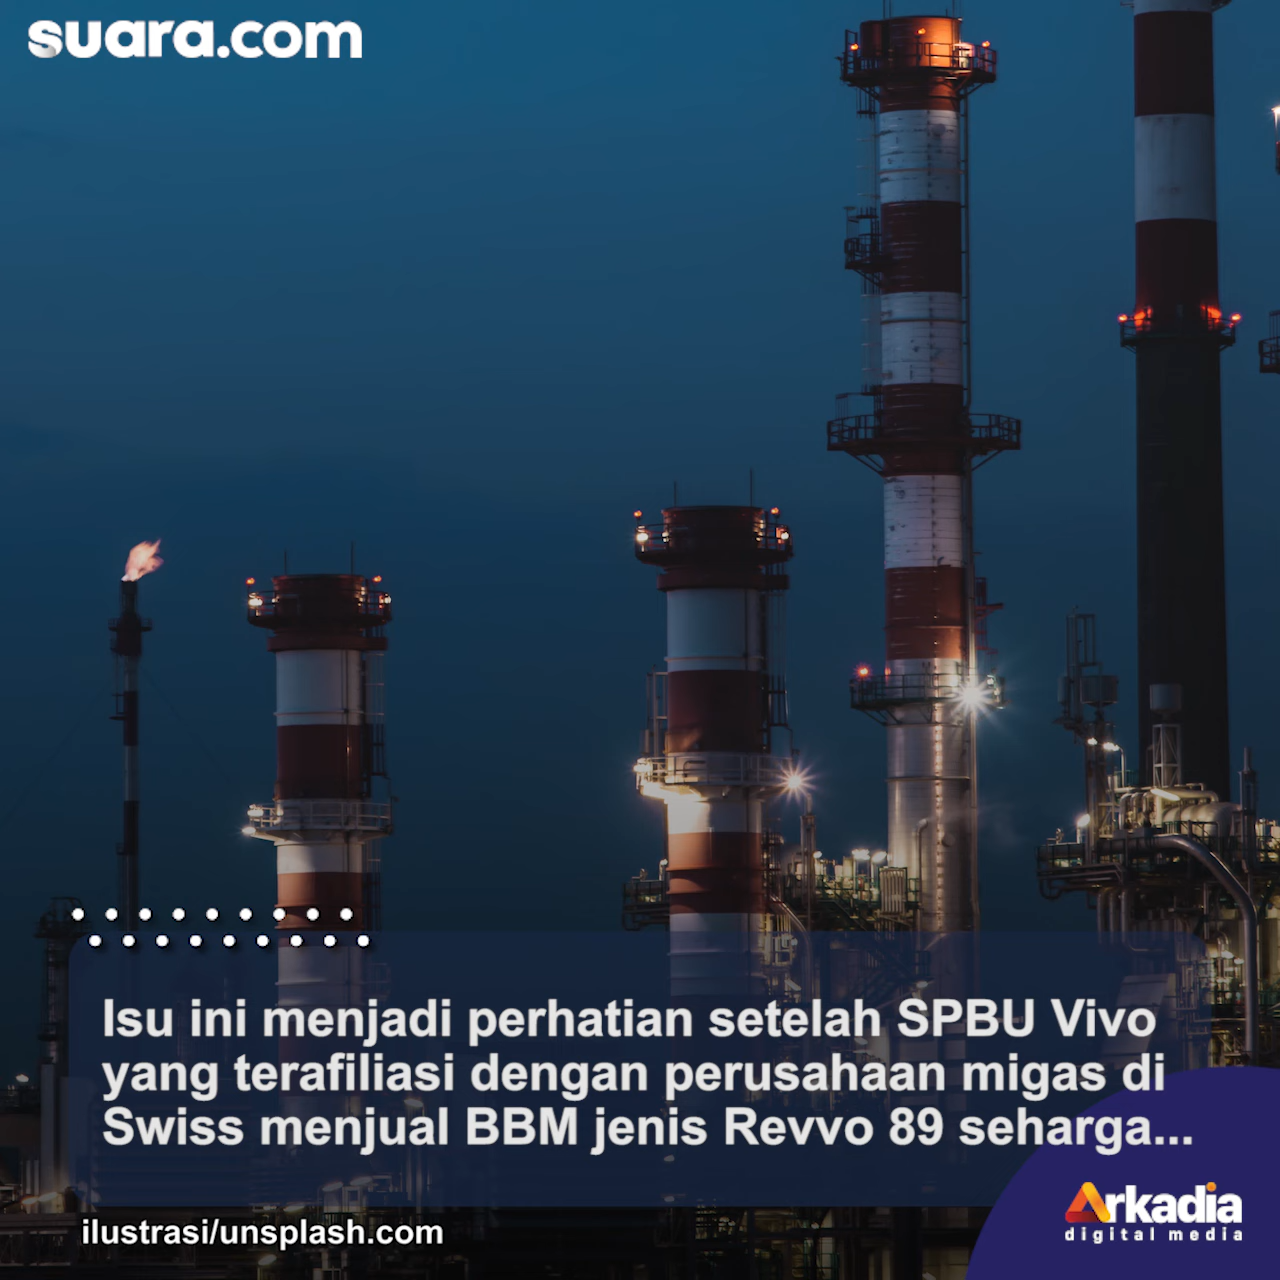 suara.com
Isu ini menjadi perhatian setelah SPBU Vivo
yang terafiliasi dengan perusahaan migas di
Swiss menjual BBM jenis Revvo 89 seharga...
ilustrasi/unsplash.com
Arkadia
digital media